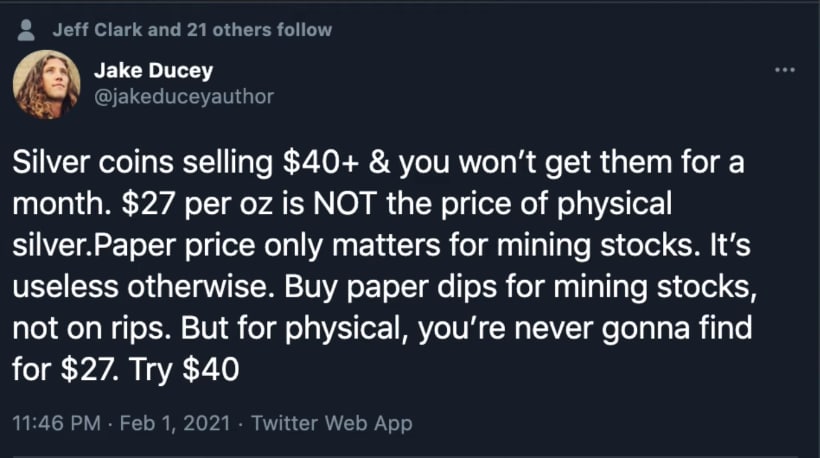 Jeff Clark and 21 others follow
Jake Ducey
@jakeduceyauthor
Silver coins selling $40+ & you won’t get them for a
month. $27 per oz is NOT the price of physical
silver.Paper price only matters for mining stocks. It’s
useless otherwise. Buy paper dips for mining stocks,
not on rips. But for physical, you’re never gonna find
for $27. Try $40
11:46 PM · Feb 1, 2021 · Twitter Web App